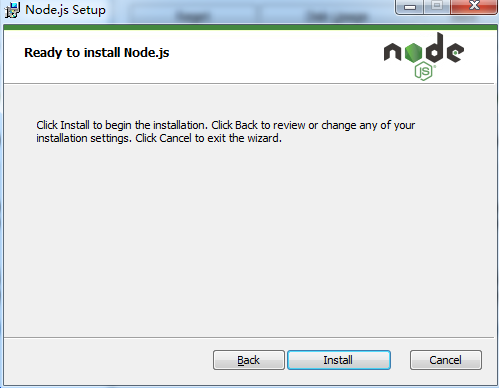 Node.js Setup
Ready to install Node.js
node
JS
Click Install to begin the installation. Click Back to review or change any of your
installation settings. Click Cancel to exit the wizard.
Back
Install
Cancel